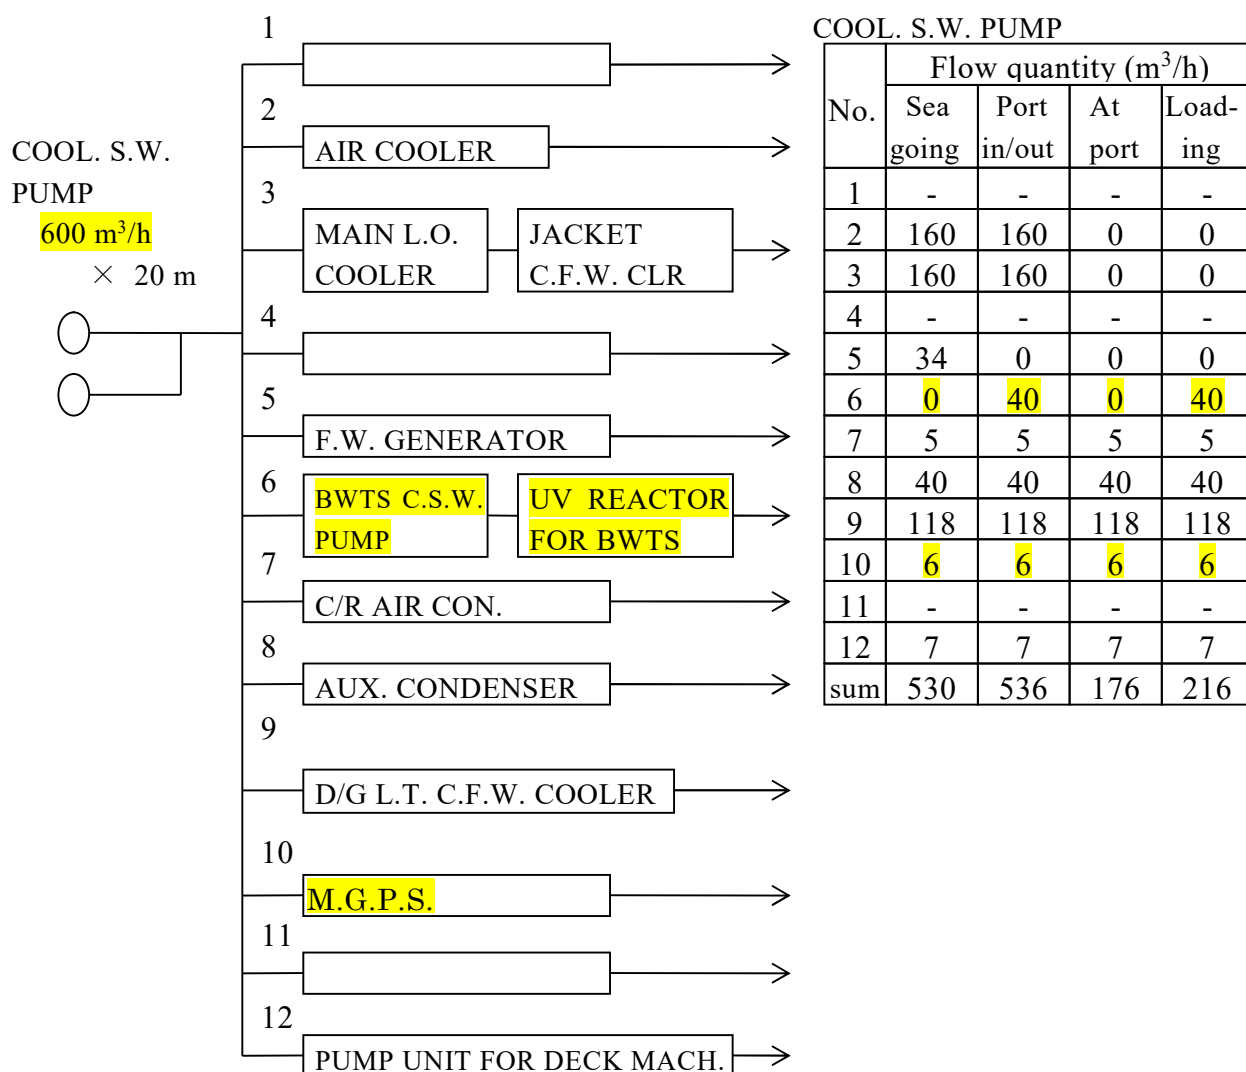 COOL. S.W.
PUMP
600 m³/h
× 20 m
1
2
AIR COOLER
3
MAIN L.O.
COOLER
JACKET
C.F.W. CLR
4
5
F.W. GENERATOR
6
BWTS C.S.W.
PUMP
UV REACTOR
FOR BWTS
7
C/R AIR CON.
8
AUX. CONDENSER
9
D/G L.T. C.F.W. COOLER
10
M.G.P.S.
11
12
PUMP UNIT FOR DECK MACH.
COOL. S.W. PUMP
Flow quantity (m³/h)
No. Sea Port At Load-
going in/out port ing
1 - - - -
2 160 160 0 0
3 160 160 0 0
4 - - - -
5 34 0 0 0
6 0 40 0 40
7 5 5 5 5
8 40 40 40 40
9 118 118 118 118
10 6 6 6 6
11 - - - -
12 7 7 7 7
sum 530 536 176 216